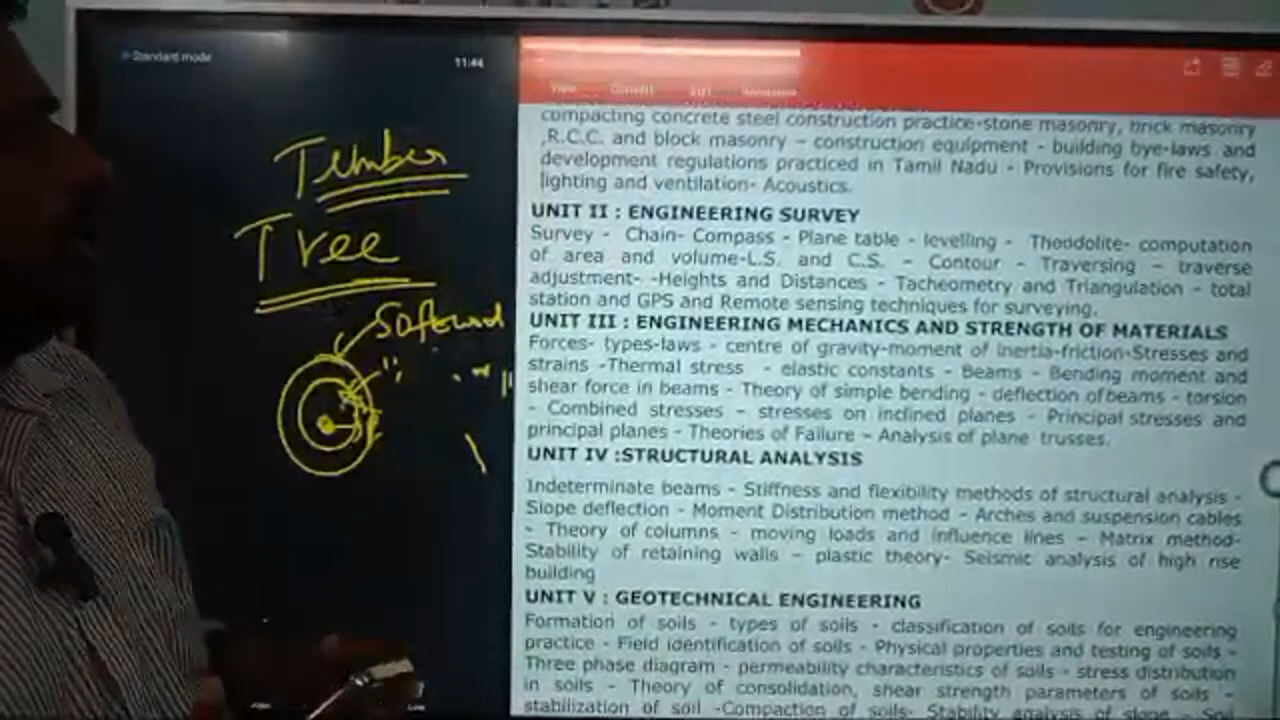 Standard mode
11:44
Timber
Tree
Softwood
compacting concrete steel construction practice-stone masonry, brick masonry
,R.C.C. and block masonry – construction equipment - building bye-laws and
development regulations practiced in Tamil Nadu - Provisions for fire safety,
lighting and ventilation- Acoustics.
UNIT II : ENGINEERING SURVEY
Survey - Chain- Compass - Plane table - levelling - Theodolite- computation
of area and volume-L.S. and C.S. – Contour – Traversing – traverse
adjustment- -Heights and Distances - Tacheometry and Triangulation - total
station and GPS and Remote sensing techniques for surveying.
UNIT III : ENGINEERING MECHANICS AND STRENGTH OF MATERIALS
Forces- types-laws - centre of gravity-moment of inertia-friction-Stresses and
strains -Thermal stress - elastic constants - Beams - Bending moment and
shear force in beams - Theory of simple bending - deflection of beams - torsion
- Combined stresses – stresses on inclined planes - Principal stresses and
principal planes - Theories of Failure – Analysis of plane trusses.
UNIT IV :STRUCTURAL ANALYSIS
Indeterminate beams - Stiffness and flexibility methods of structural analysis -
Slope deflection - Moment Distribution method - Arches and suspension cables
- Theory of columns - moving loads and influence lines – Matrix method-
Stability of retaining walls – plastic theory- Seismic analysis of high rise
building
UNIT V : GEOTECHNICAL ENGINEERING
Formation of soils - types of soils - classification of soils for engineering
practice - Field identification of soils - Physical properties and testing of soils -
Three phase diagram - permeability characteristics of soils - stress distribution
in soils - Theory of consolidation, shear strength parameters of soils -
stabilization of soil -Compaction of soils- Stability analysis of slope - Soil